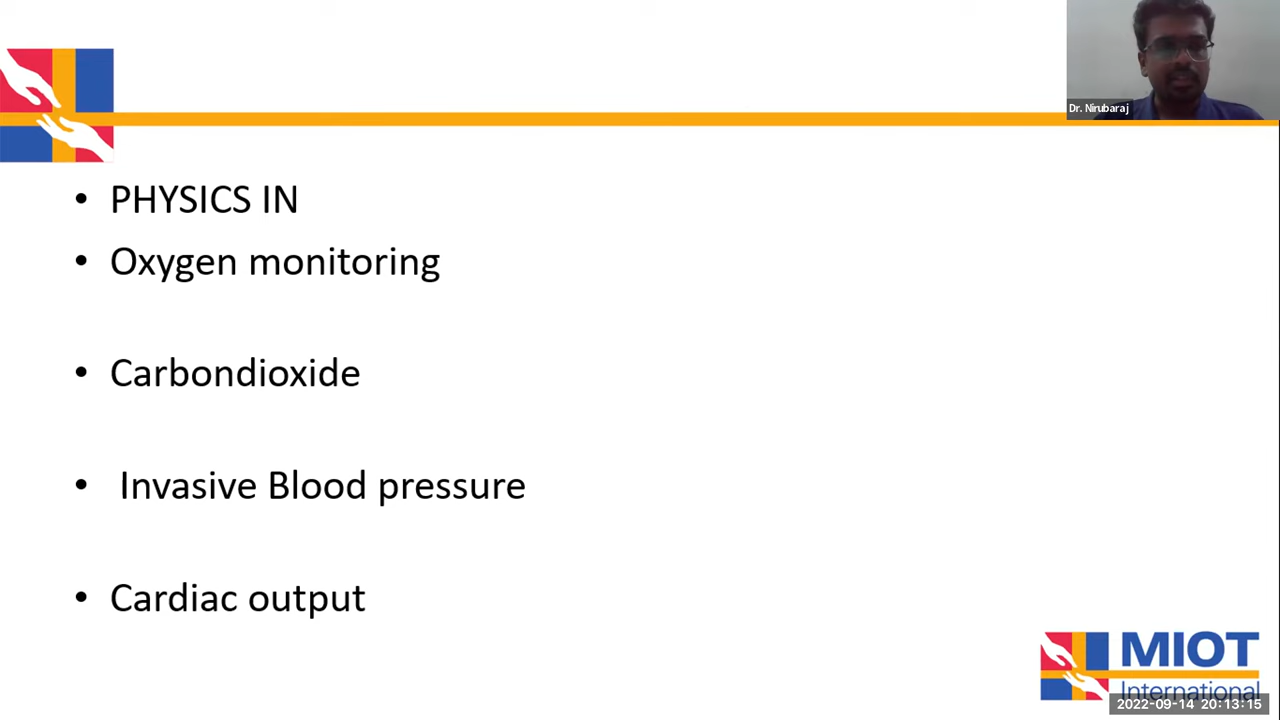 Dr. Nirubaraj
• PHYSICS IN
• Oxygen monitoring
• Carbondioxide
• Invasive Blood pressure
• Cardiac output
MIOT
International
2022-09-14 20:13:15